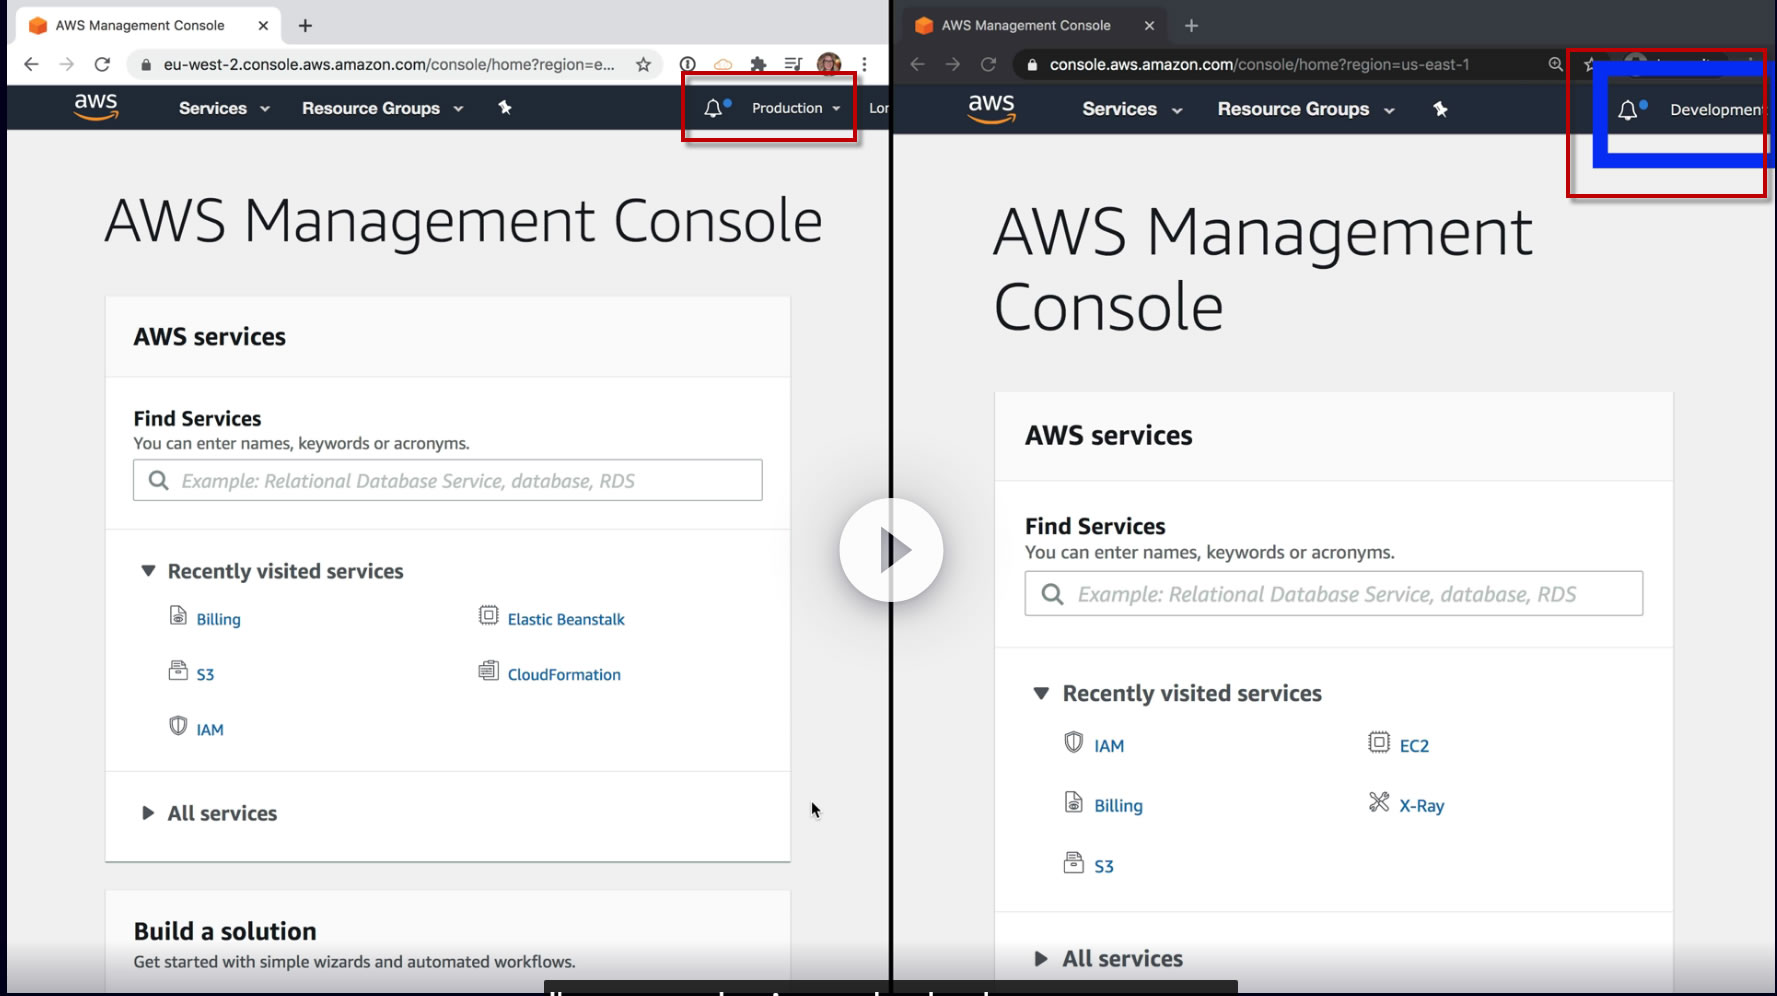 AWS Management Console
eu-west-2.console.aws.amazon.com/console/home?region=e...
aws
Services
Resource Groups
Production
Lor
AWS Management Console
AWS services
Find Services
You can enter names, keywords or acronyms.
Example: Relational Database Service, database, RDS
Recently visited services
Billing
Elastic Beanstalk
S3
CloudFormation
IAM
All services
Build a solution
Get started with simple wizards and automated workflows.
AWS Management Console
console.aws.amazon.com/console/home?region=us-east-1
aws
Services
Resource Groups
Development
AWS Management
Console
AWS services
Find Services
You can enter names, keywords or acronyms.
Example: Relational Database Service, database, RDS
Recently visited services
IAM
EC2
Billing
X-Ray
S3
All services